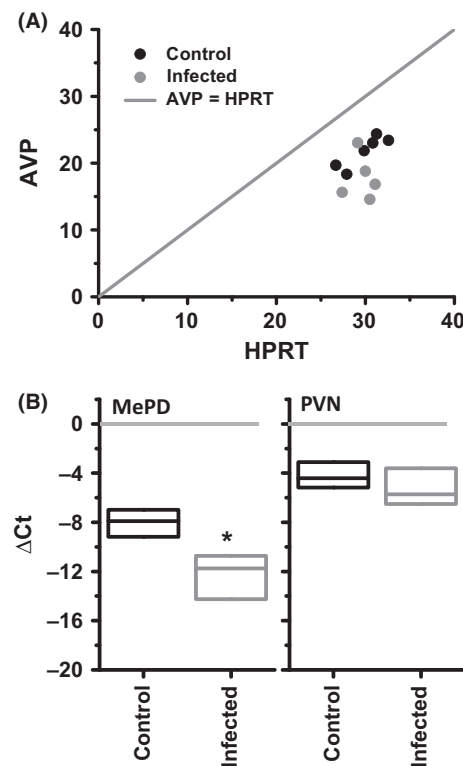 (A)
40
30
20
10
0
AVP
Control
Infected
AVP = HPRT
0 10 20 30 40
HPRT
(B)
MePD PVN
0
−4
−8
−12
−16
−20
ΔCt
*
Control Infected Control Infected